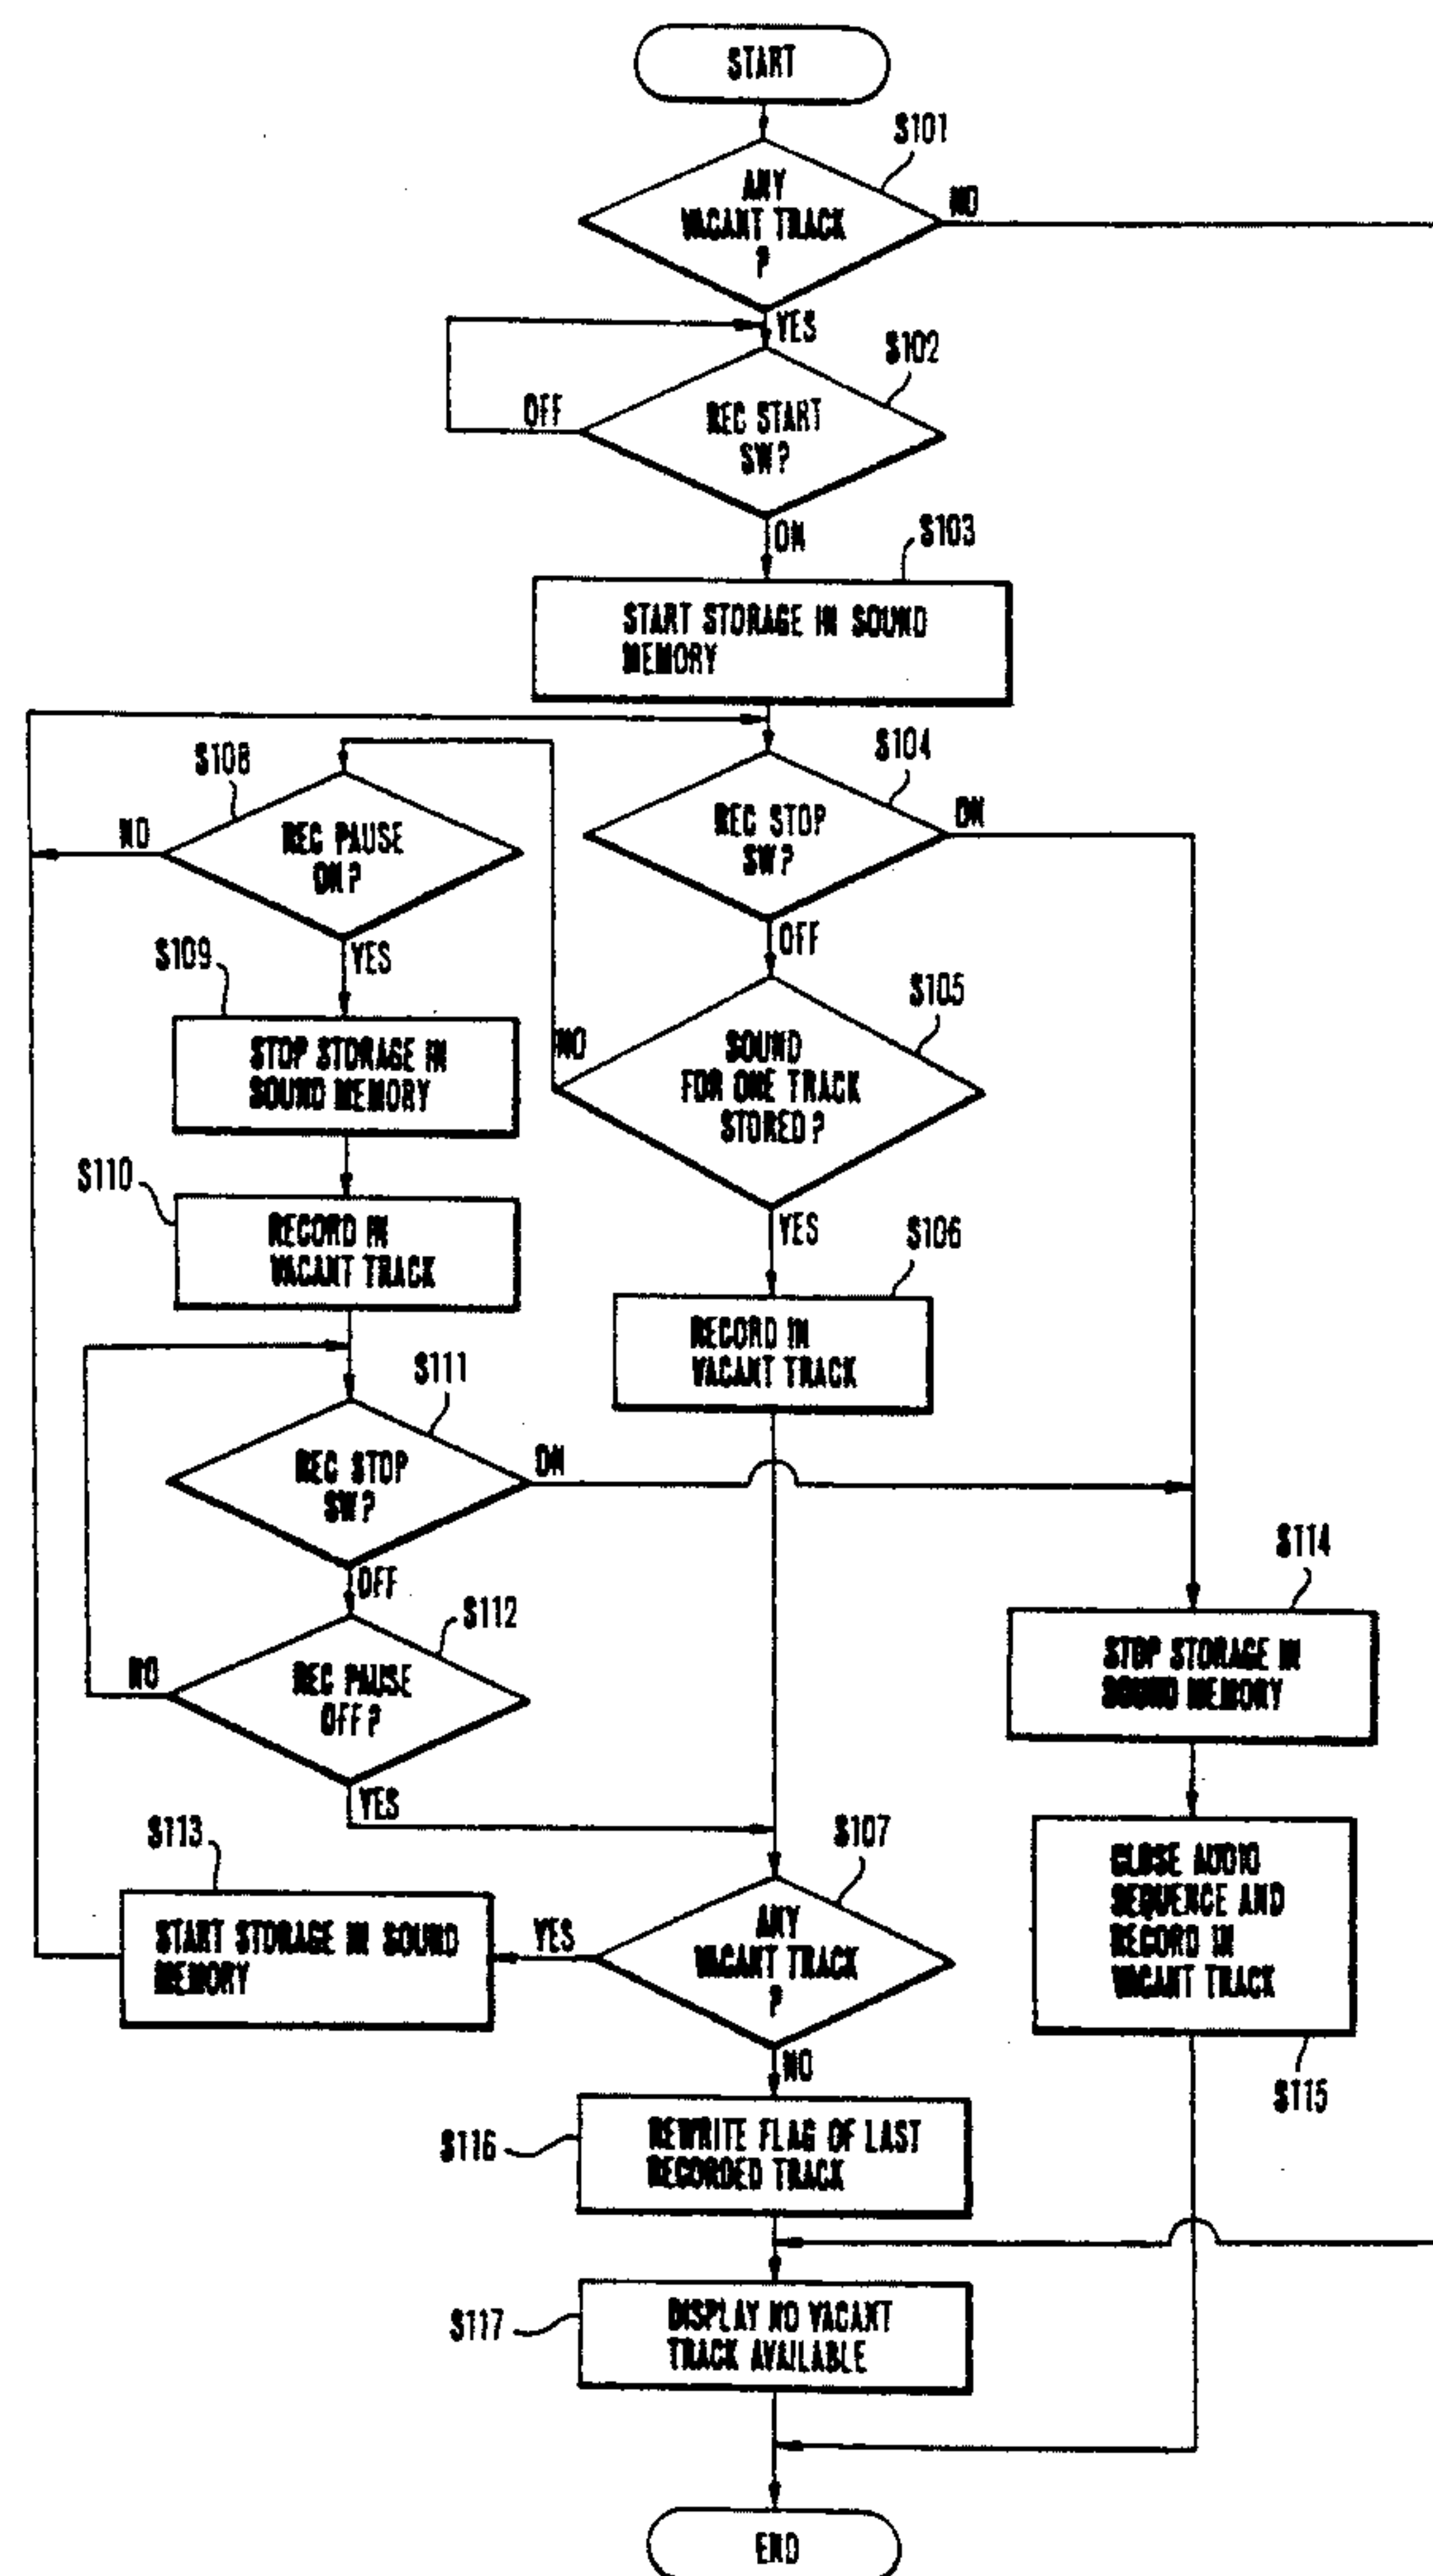 START
S101
ANY
VACANT TRACK
?
NO
YES
S102
REC START
SW?
OFF
ON
S103
START STORAGE IN SOUND
MEMORY
S108
REC PAUSE
ON?
NO
YES
S104
REC STOP
SW?
ON
OFF
S109
STOP STORAGE IN
SOUND MEMORY
S105
SOUND
FOR ONE TRACK
STORED?
NO
YES
S110
RECORD IN
VACANT TRACK
S106
RECORD IN
VACANT TRACK
S111
REC STOP
SW?
ON
OFF
S112
REC PAUSE
OFF?
NO
YES
S114
STOP STORAGE IN
SOUND MEMORY
S113
START STORAGE IN SOUND
MEMORY
S107
ANY
VACANT TRACK
?
YES
NO
CLOSE AUDIO
SEQUENCE AND
RECORD IN
VACANT TRACK
S115
S116
REWRITE FLAG OF LAST
RECORDED TRACK
S117
DISPLAY NO VACANT
TRACK AVAILABLE
END